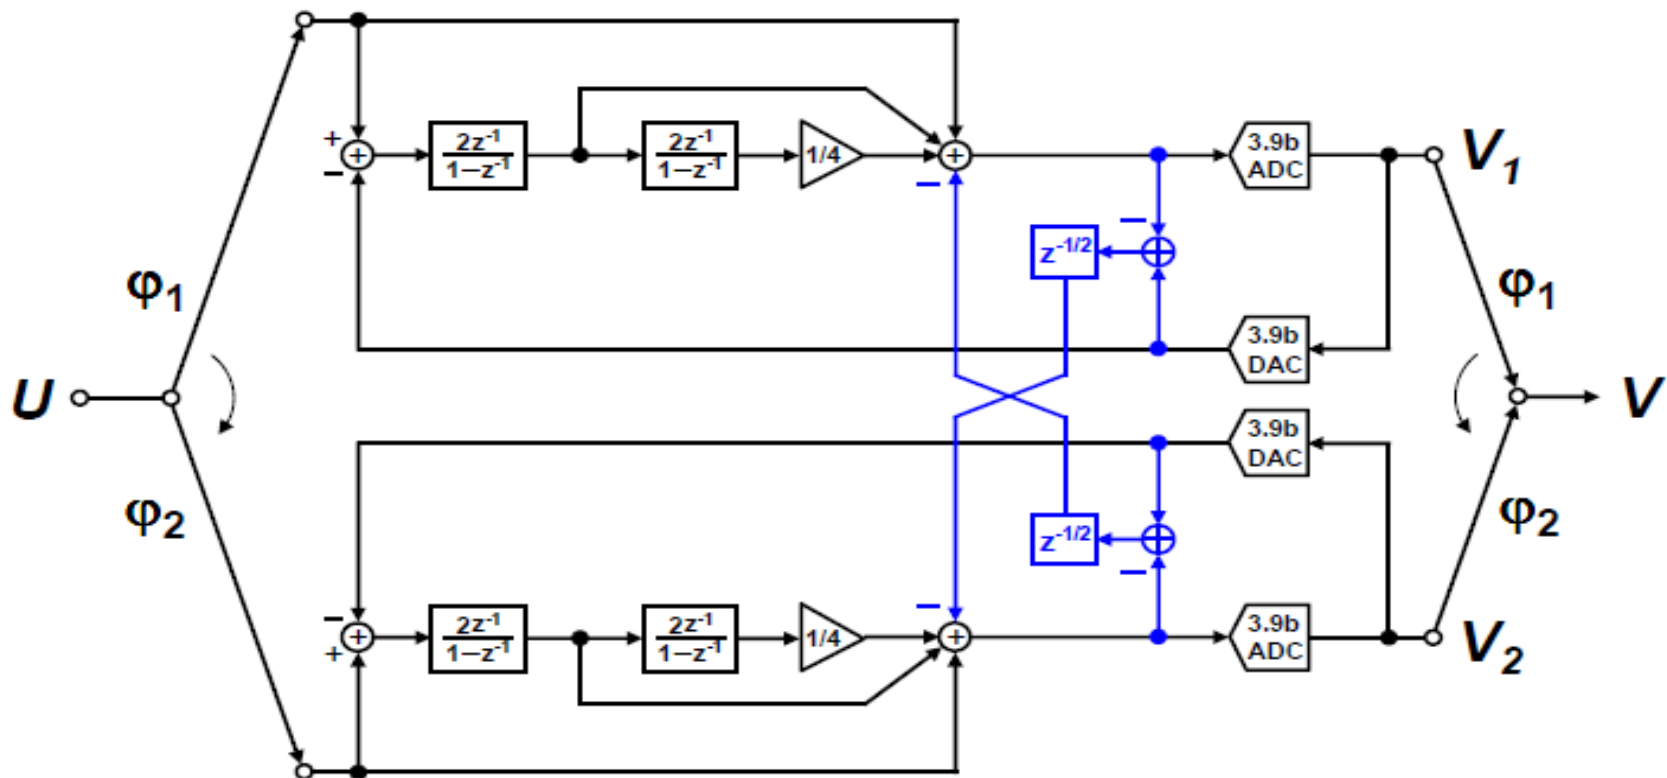 +
−
2z⁻¹
1−z⁻¹
2z⁻¹
1−z⁻¹
1/4
+
−
3.9b
ADC
V₁
φ₁
−
z⁻¹/²
φ₁
3.9b
DAC
U
V
3.9b
DAC
φ₂
z⁻¹/²
−
φ₂
−
+
2z⁻¹
1−z⁻¹
2z⁻¹
1−z⁻¹
1/4
−
+
3.9b
ADC
V₂